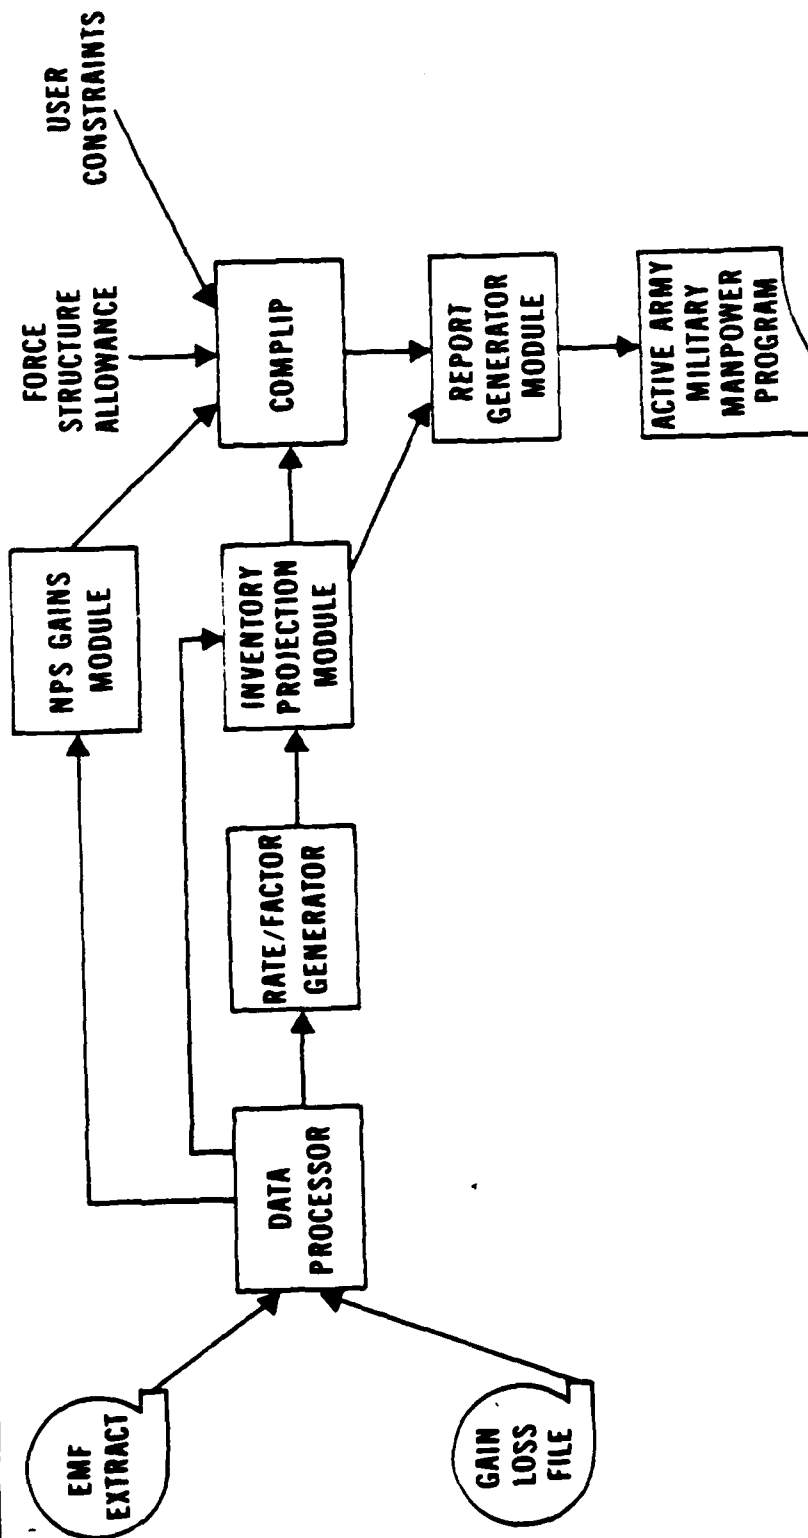 EMF
EXTRACT
GAIN
LOSS
FILE
DATA
PROCESSOR
RATE/FACTOR
GENERATOR
NPS GAINS
MODULE
INVENTORY
PROJECTION
MODULE
FORCE
STRUCTURE
ALLOWANCE
USER
CONSTRAINTS
COMPLIP
REPORT
GENERATOR
MODULE
ACTIVE ARMY
MILITARY
MANPOWER
PROGRAM